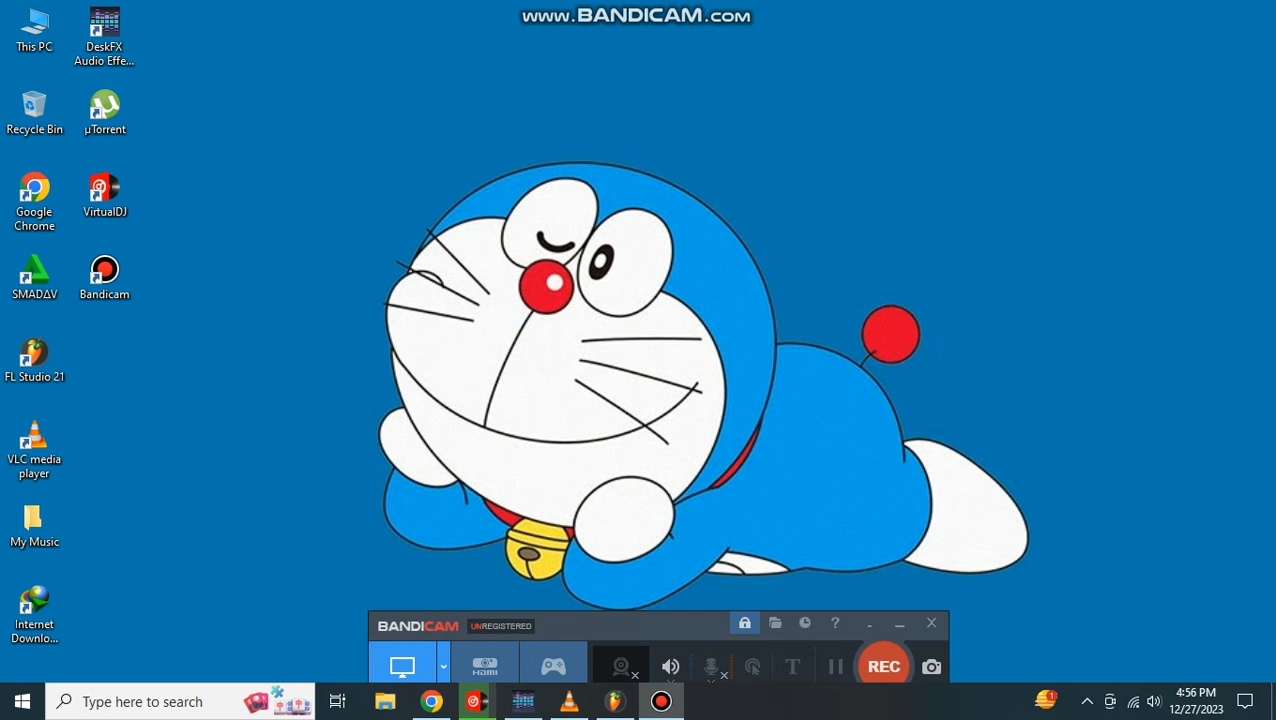 www.BANDICAM.com
This PC
DeskFX
Audio Effe...
Recycle Bin
µTorrent
Google
Chrome
VirtualDJ
SMADΔV
Bandicam
FL Studio 21
VLC media
player
My Music
Internet
Downlo...
BANDICAM UNREGISTERED
HDMI
REC
Type here to search
1
4:56 PM
12/27/2023